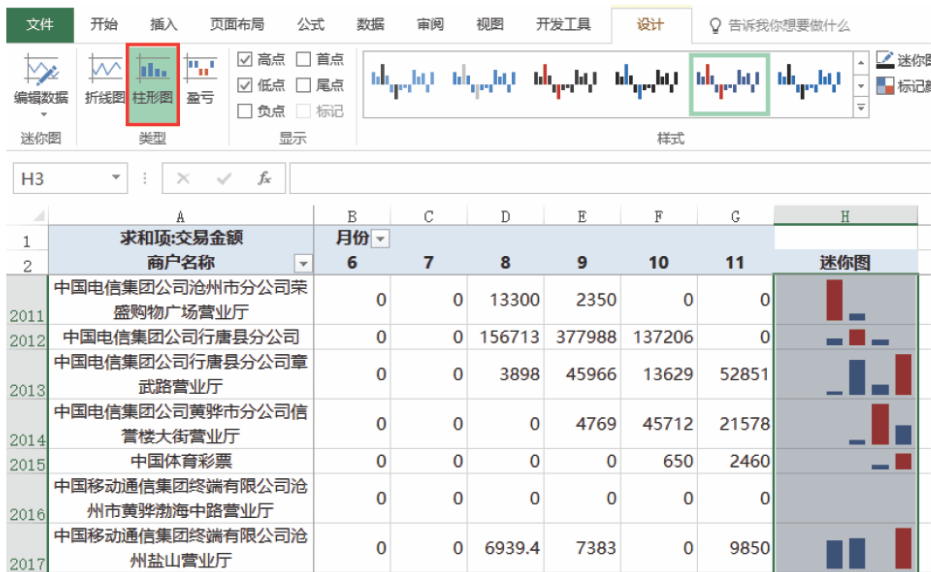 文件 开始 插入 页面布局 公式 数据 审阅 视图 开发工具 设计 告诉我你想要做什么
编辑数据 折线图 柱形图 盈亏
高点 首点
低点 尾点
负点 标记
迷你图
标记
迷你图 类型 显示 样式
H3 fx
A B C D E F G H
1 求和项:交易金额 月份
2 商户名称 6 7 8 9 10 11 迷你图
中国电信集团公司沧州市分公司荣
2011 盛购物广场营业厅 0 0 13300 2350 0 0
2012 中国电信集团公司行唐县分公司 0 0 156713 377988 137206 0
中国电信集团公司行唐县分公司章
2013 武路营业厅 0 0 3898 45966 13629 52851
中国电信集团公司黄骅市分公司信
2014 誉楼大街营业厅 0 0 0 4769 45712 21578
2015 中国体育彩票 0 0 0 0 650 2460
中国移动通信集团终端有限公司沧
2016 州市黄骅渤海中路营业厅 0 0 0 0 0 0
中国移动通信集团终端有限公司沧
2017 州盐山营业厅 0 0 6939.4 7383 0 9850